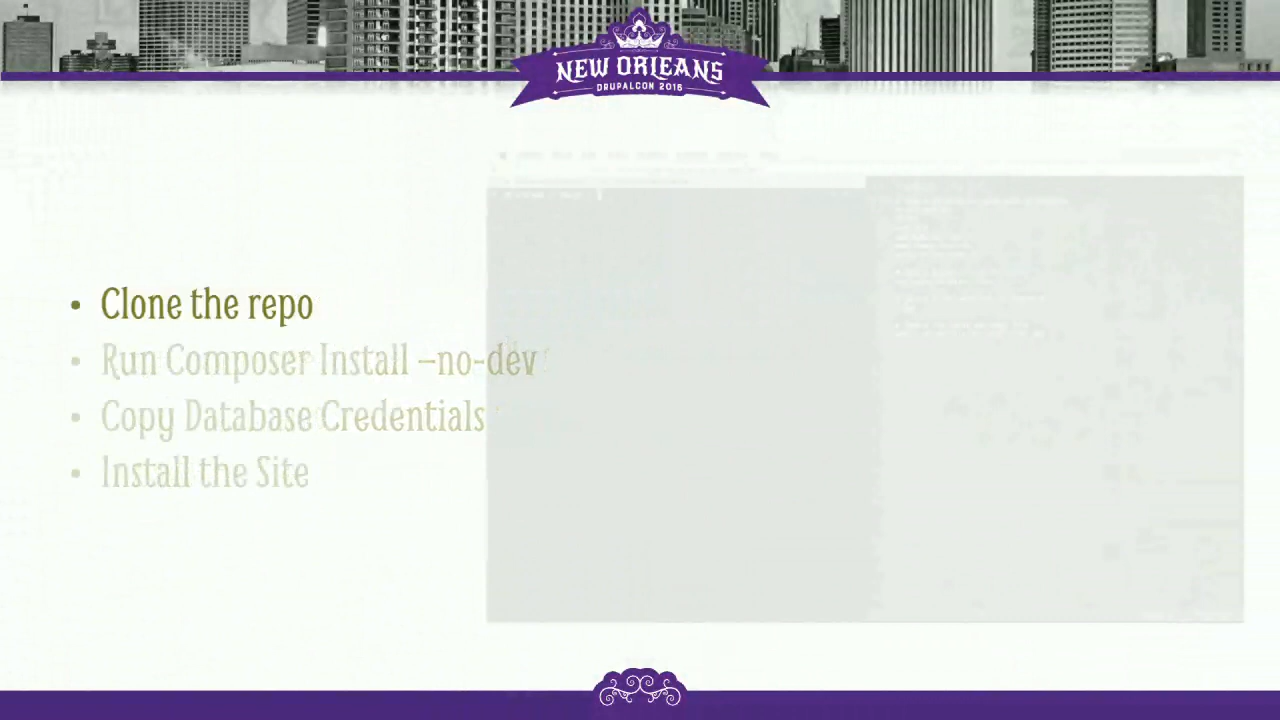 NEW ORLEANS
DRUPALCON 2016
• Clone the repo
• Run Composer Install –no-dev
• Copy Database Credentials
• Install the Site